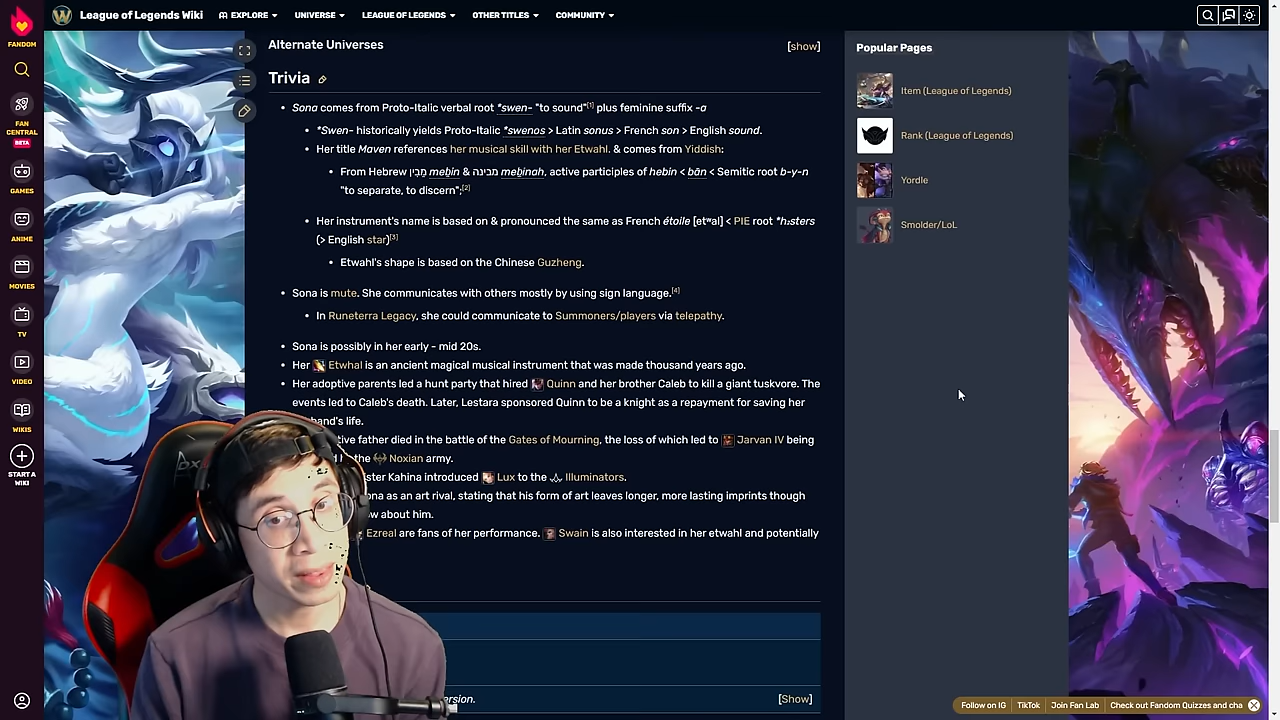 League of Legends Wiki EXPLORE UNIVERSE LEAGUE OF LEGENDS OTHER TITLES COMMUNITY
FANDOM
FAN
CENTRAL
BETA
GAMES
ANIME
MOVIES
TV
VIDEO
WIKIS
START A
WIKI
Alternate Universes [show]
Trivia
Sona comes from Proto-Italic verbal root *swen- "to sound"[1] plus feminine suffix -a
*Swen- historically yields Proto-Italic *swenos > Latin sonus > French son > English sound.
Her title Maven references her musical skill with her Etwahl. & comes from Yiddish:
From Hebrew מֵבִין meḇin & מבינה meḇinah, active participles of hebin < bān < Semitic root b-y-n
"to separate, to discern";[2]
Her instrument's name is based on & pronounced the same as French étoile [etʷal] < PIE root *h₂sters
(> English star)[3]
Etwahl's shape is based on the Chinese Guzheng.
Sona is mute. She communicates with others mostly by using sign language.[4]
In Runeterra Legacy, she could communicate to Summoners/players via telepathy.
Sona is possibly in her early - mid 20s.
Her Etwhal is an ancient magical musical instrument that was made thousand years ago.
Her adoptive parents led a hunt party that hired Quinn and her brother Caleb to kill a giant tuskvore. The
events led to Caleb's death. Later, Lestara sponsored Quinn to be a knight as a repayment for saving her
and's life.
tive father died in the battle of the Gates of Mourning, the loss of which led to Jarvan IV being
the Noxian army.
ster Kahina introduced Lux to the Illuminators.
ona as an art rival, stating that his form of art leaves longer, more lasting imprints though
w about him.
Ezreal are fans of her performance. Swain is also interested in her etwahl and potentially
ersion. [Show]
Popular Pages
Item (League of Legends)
Rank (League of Legends)
Yordle
Smolder/LoL
Follow on IG TikTok Join Fan Lab Check out Fandom Quizzes and cha